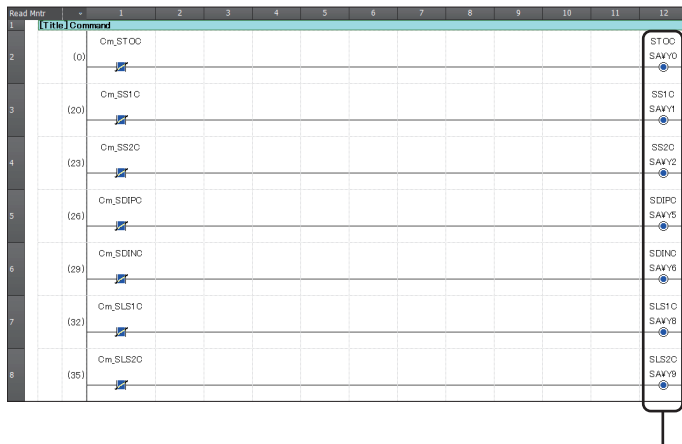 Read Mntr 1 2 3 4 5 6 7 8 9 10 11 12
1 [Title] Command
Cm_STOC STOC
2 (0) SA¥Y0
Cm_SS1C SS1C
3 (20) SA¥Y1
Cm_SS2C SS2C
4 (23) SA¥Y2
Cm_SDIPC SDIPC
5 (26) SA¥Y5
Cm_SDINC SDINC
6 (29) SA¥Y6
Cm_SLS1C SLS1C
7 (32) SA¥Y8
Cm_SLS2C SLS2C
8 (35) SA¥Y9